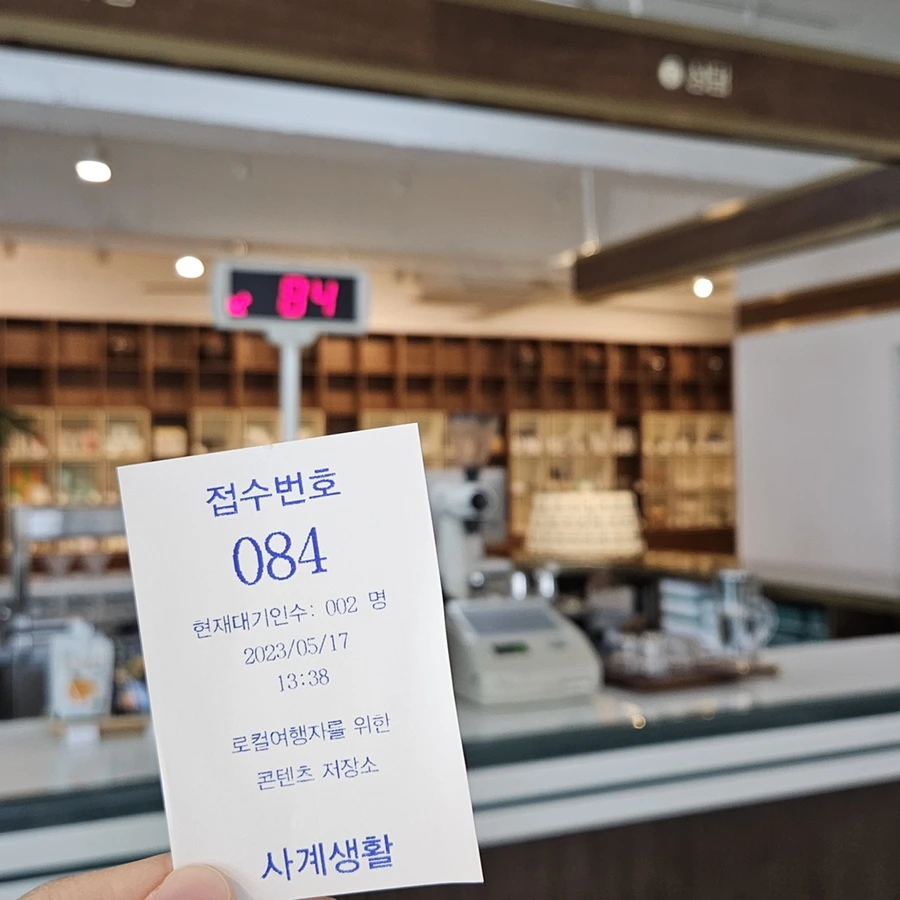 84
접수번호
084
현재대기인수: 002 명
2023/05/17
13:38
로컬여행자를 위한
콘텐츠 저장소
사계생활